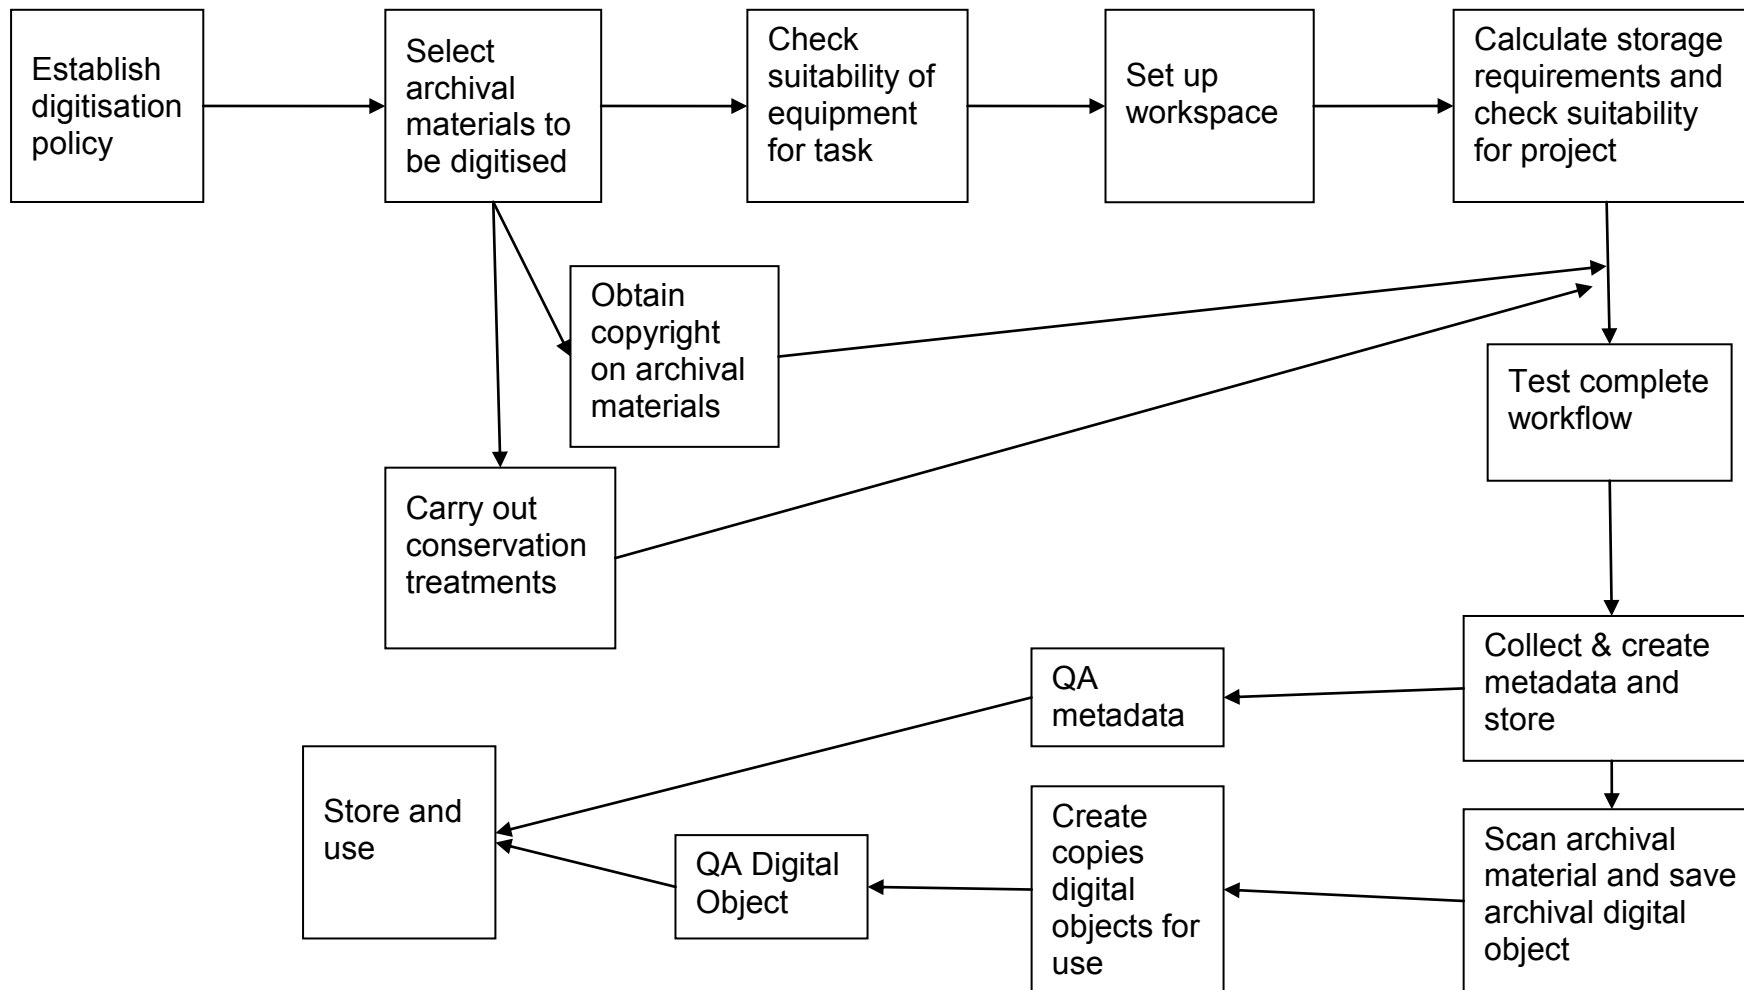 Establish
digitisation
policy
Select
archival
materials to
be digitised
Check
suitability of
equipment
for task
Set up
workspace
Calculate storage
requirements and
check suitability
for project
Obtain
copyright
on archival
materials
Test complete
workflow
Carry out
conservation
treatments
Collect & create
metadata and
store
QA
metadata
Scan archival
material and save
archival digital
object
Create
copies
digital
objects for
use
QA Digital
Object
Store and
use